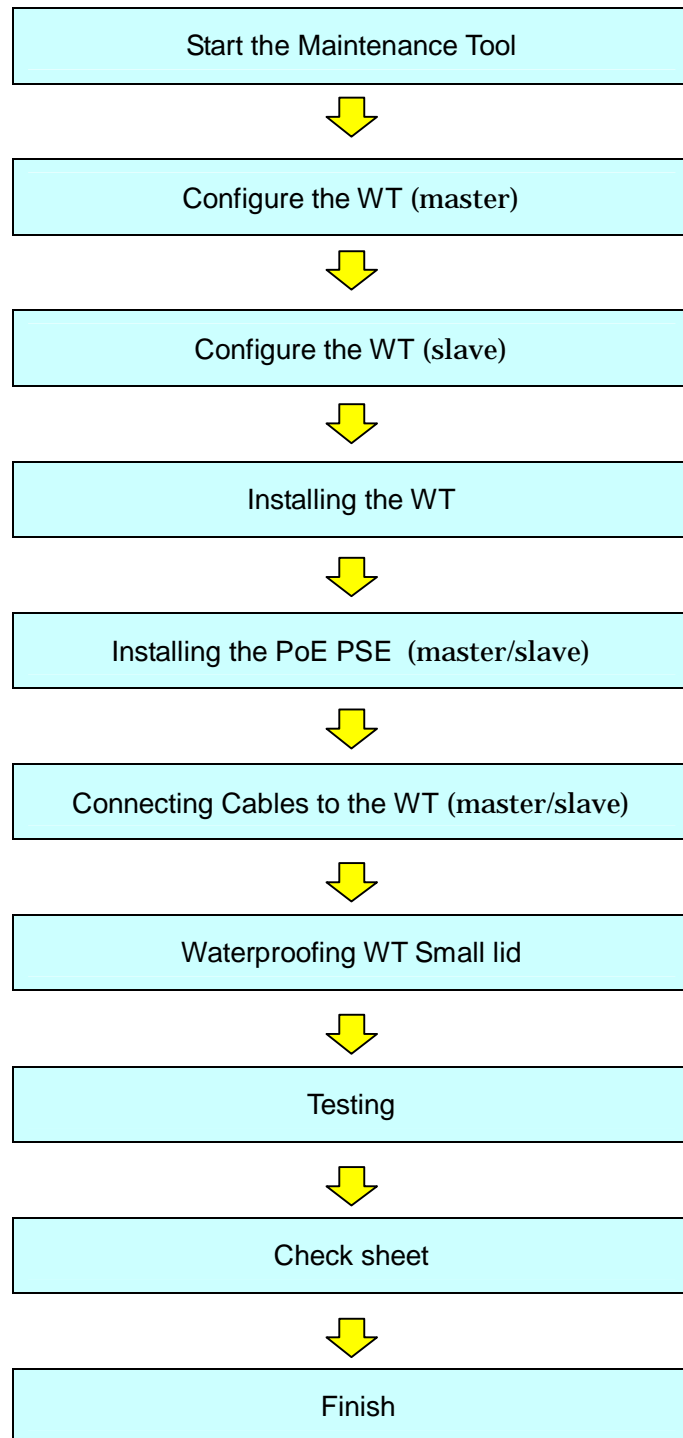 Start the Maintenance Tool
Configure the WT (master)
Configure the WT (slave)
Installing the WT
Installing the PoE PSE (master/slave)
Connecting Cables to the WT (master/slave)
Waterproofing WT Small lid
Testing
Check sheet
Finish